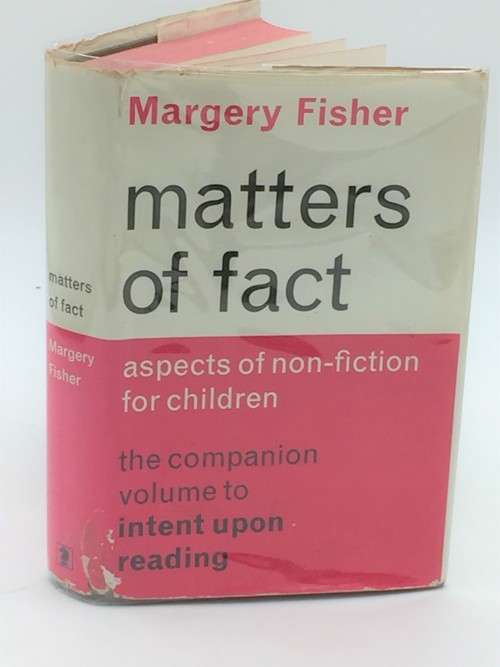 Margery Fisher
matters
of fact
aspects of non-fiction
for children
the companion
volume to
intent upon
reading
matters
of fact
Margery
Fisher